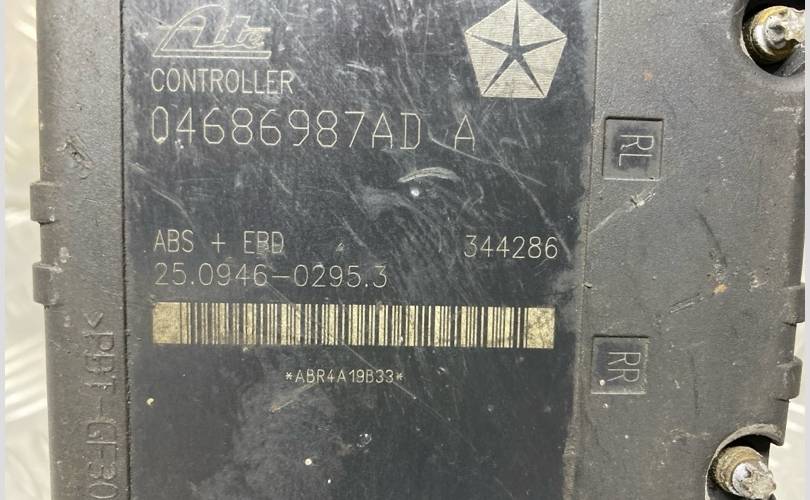 Ate
CONTROLLER
04686987AD A
RL
ABS + EBD 344286
25.0946-0295.3
*ABR4A19B33*
RR
>PBT-GF30